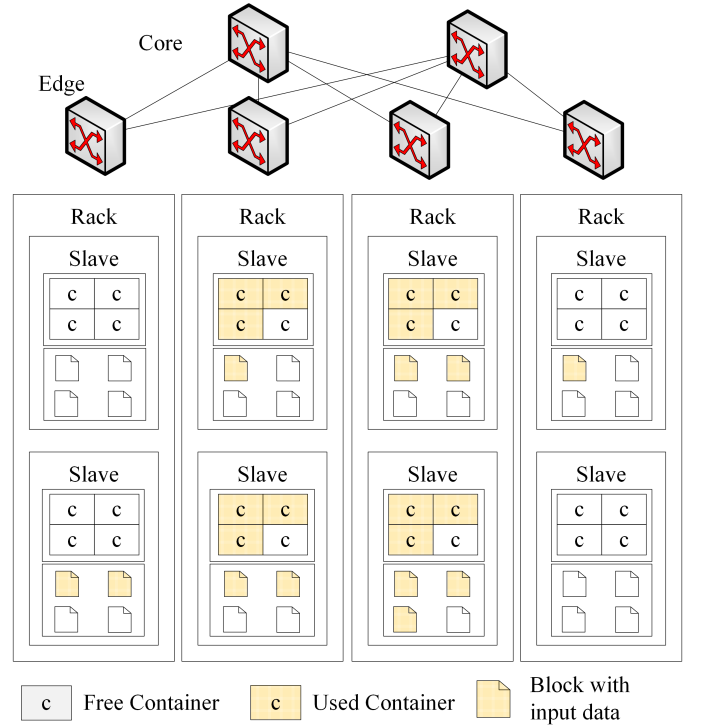 Core
Edge
Rack Rack Rack Rack
Slave Slave Slave Slave
c c c c c c c c
c c c c c c c c
Slave Slave Slave Slave
c c c c c c c c
c c c c c c c c
c Free Container
c Used Container
Block with
input data